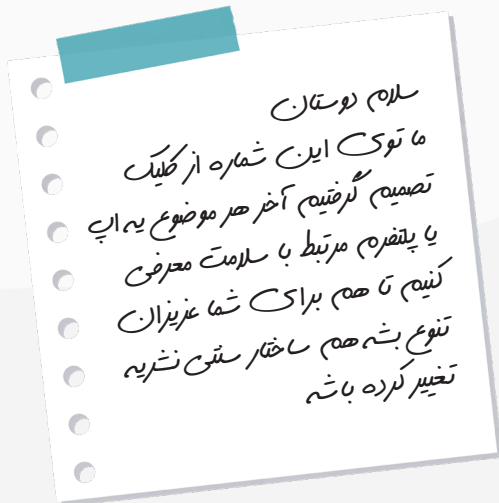 سلام دوستان
ما توی این شماره از کلیک
تصمیم گرفتیم آخر هر موضوع یه اپ
یا پلتفرم مرتبط با سلامت معرفی
کنیم تا هم برای شما عزیزان
تنوع بشه هم ساختار سنتی نشریه
تغییر کرده باشه